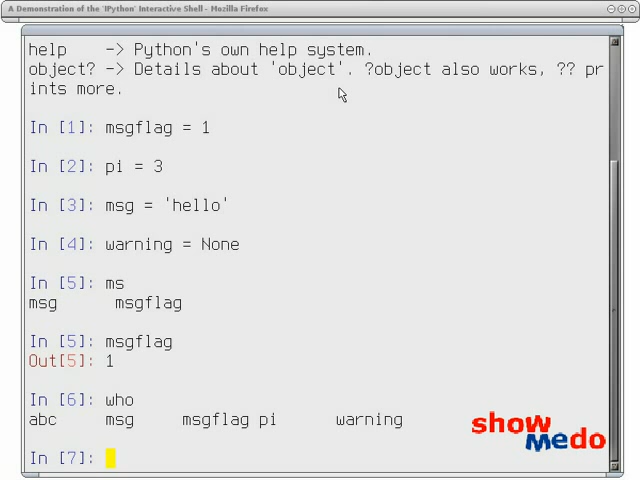 A Demonstration of the 'IPython' Interactive Shell - Mozilla Firefox
help    -> Python's own help system.
object? -> Details about 'object'. ?object also works, ?? pr
ints more.
In [1]: msgflag = 1
In [2]: pi = 3
In [3]: msg = 'hello'
In [4]: warning = None
In [5]: ms
msg      msgflag
In [5]: msgflag
Out[5]: 1
In [6]: who
abc     msg     msgflag pi      warning
In [7]:
show
medo